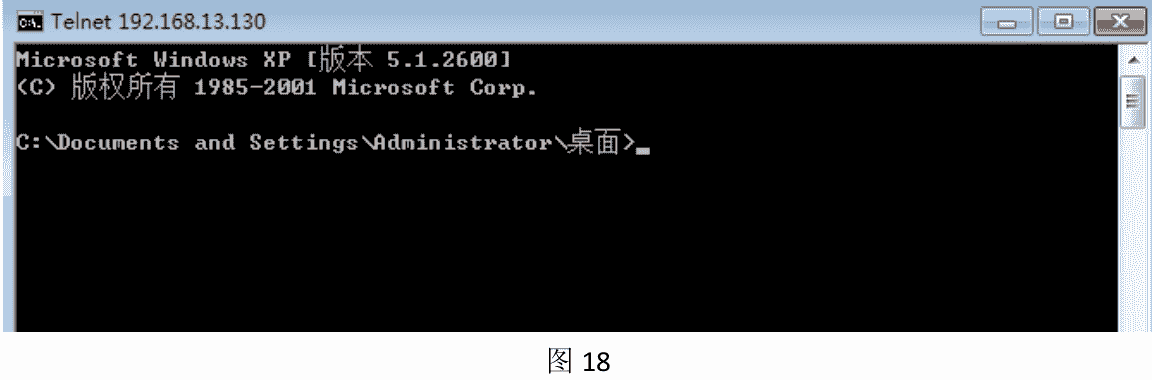 Telnet 192.168.13.130
Microsoft Windows XP [版本 5.1.2600]
(C) 版权所有 1985-2001 Microsoft Corp.
C:\Documents and Settings\Administrator\桌面>_
图 18